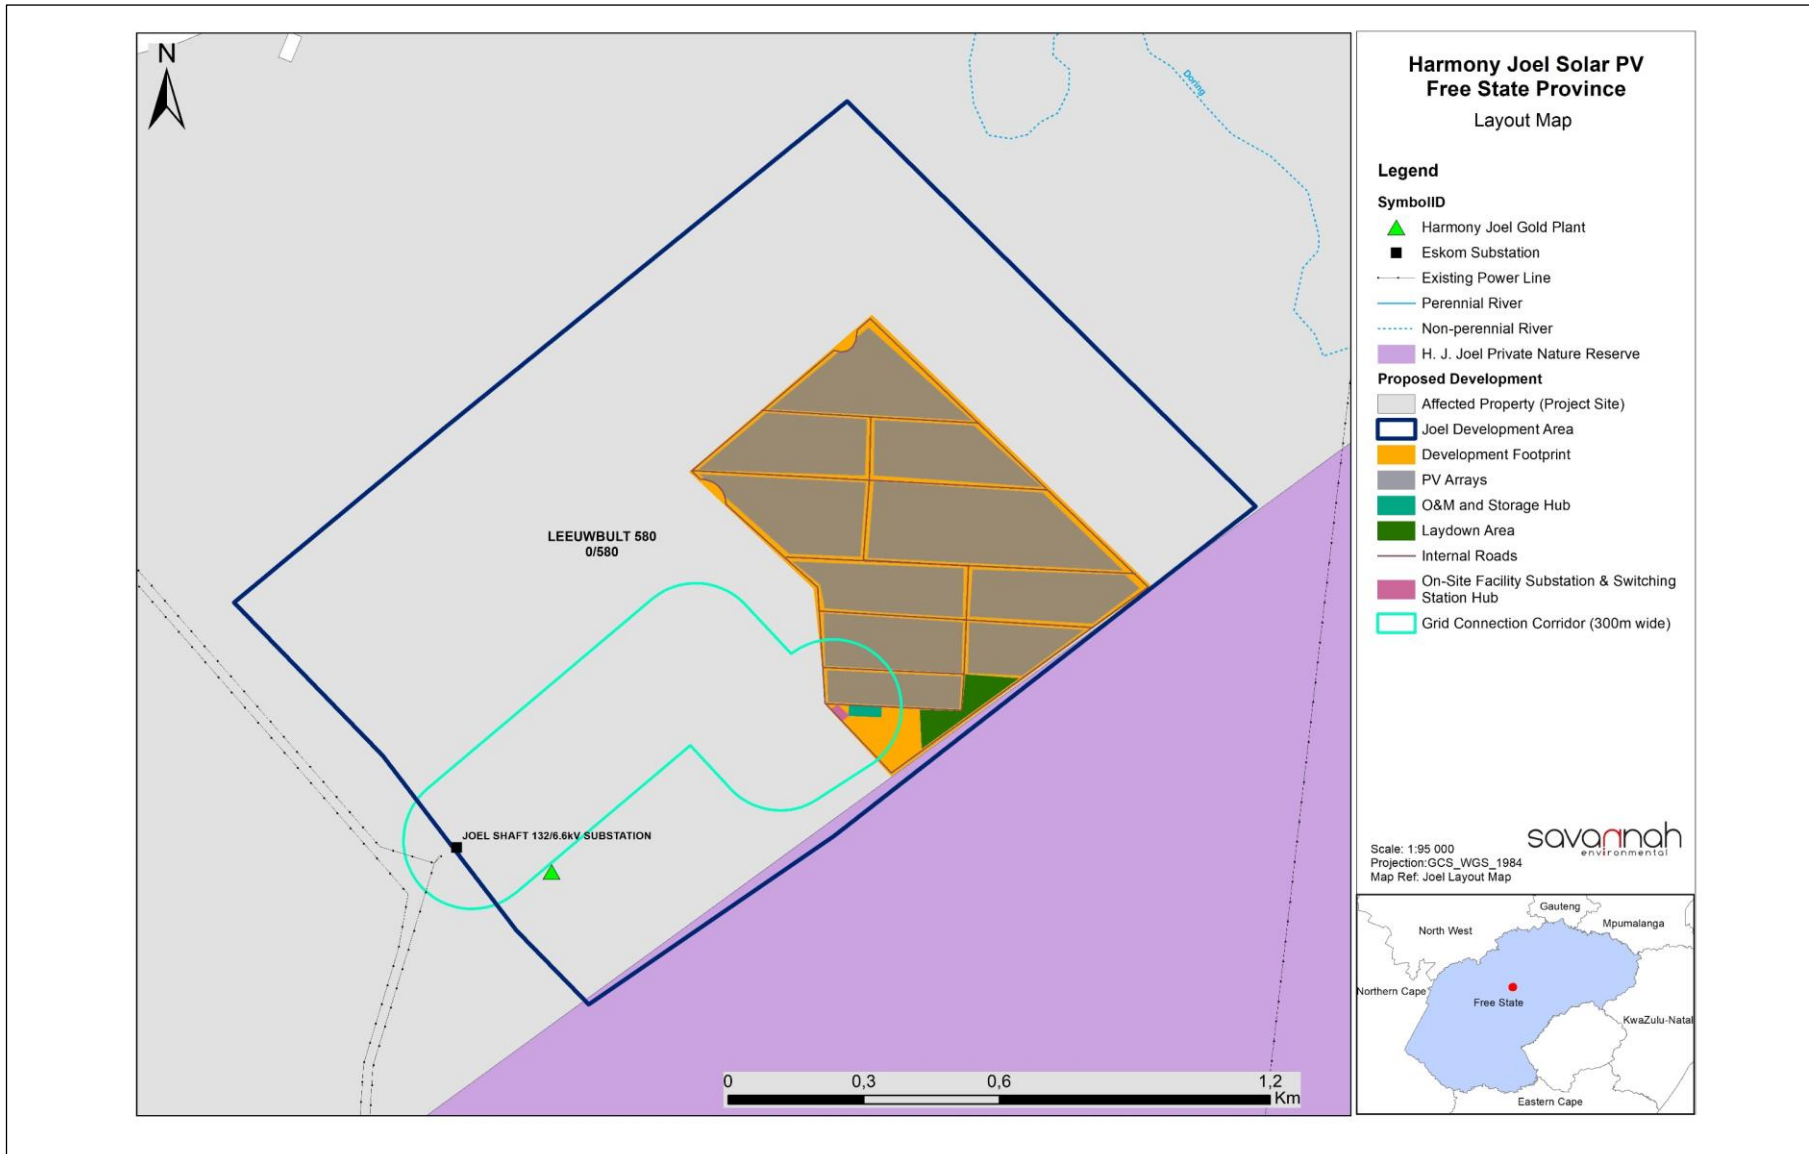 N
Doring
LEEUWBULT 580
0/580
JOEL SHAFT 132/6.6kV SUBSTATION
0
0,3
0,6
1,2
Km
Harmony Joel Solar PV
Free State Province
Layout Map
Legend
SymbolID
Harmony Joel Gold Plant
Eskom Substation
Existing Power Line
Perennial River
Non-perennial River
H. J. Joel Private Nature Reserve
Proposed Development
Affected Property (Project Site)
Joel Development Area
Development Footprint
PV Arrays
O&M and Storage Hub
Laydown Area
Internal Roads
On-Site Facility Substation & Switching
Station Hub
Grid Connection Corridor (300m wide)
savannah
environmental
Scale: 1:95 000
Projection:GCS_WGS_1984
Map Ref: Joel Layout Map
Gauteng
Mpumalanga
North West
Northern Cape
Free State
KwaZulu-Natal
Eastern Cape